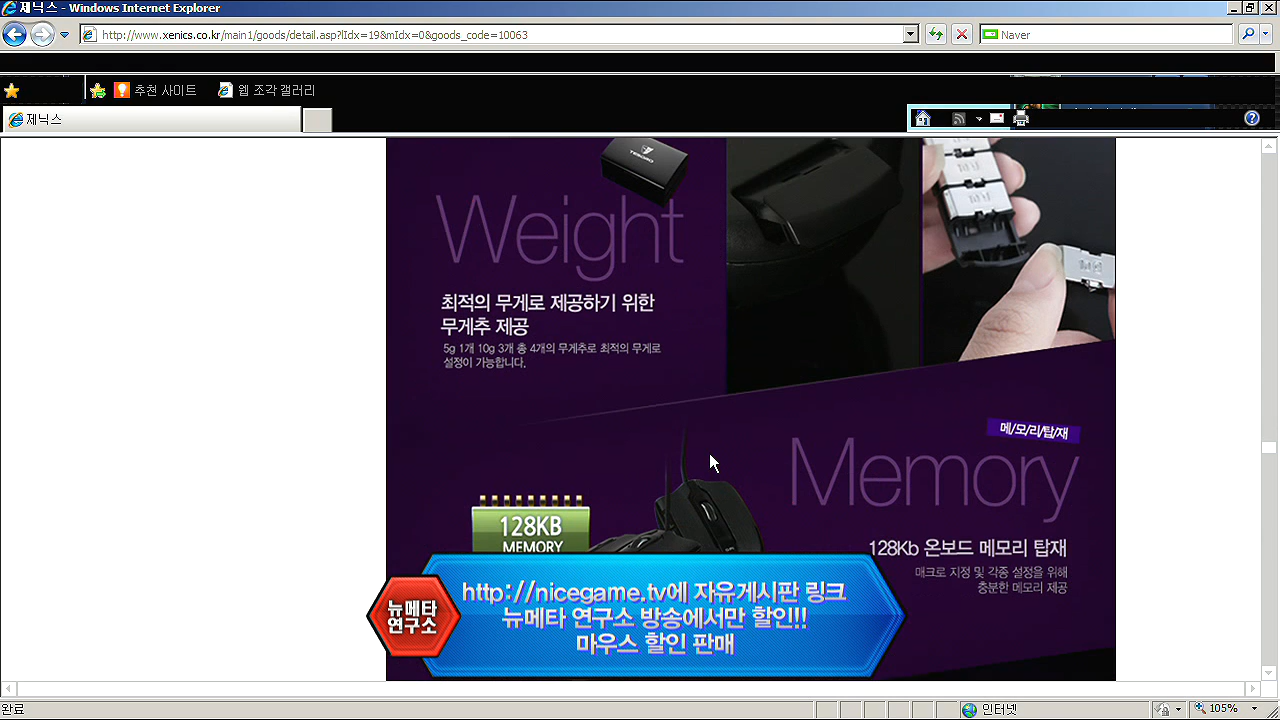 제닉스 - Windows Internet Explorer
http://www.xenics.co.kr/main1/goods/detail.asp?lIdx=19&mIdx=0&goods_code=10063
Naver
추천 사이트
웹 조각 갤러리
제닉스
TESORO
Weight
최적의 무게로 제공하기 위한
무게추 제공
5g 1개 10g 3개 총 4개의 무게추로 최적의 무게로
설정이 가능합니다.
메/모/리/탑/재
Memory
128KB
MEMORY
128Kb 온보드 메모리 탑재
매크로 지정 및 각종 설정을 위해
충분한 메모리 제공
뉴메타
연구소
http://nicegame.tv에 자유게시판 링크
뉴메타 연구소 방송에서만 할인!!
마우스 할인 판매
완료
인터넷
105%